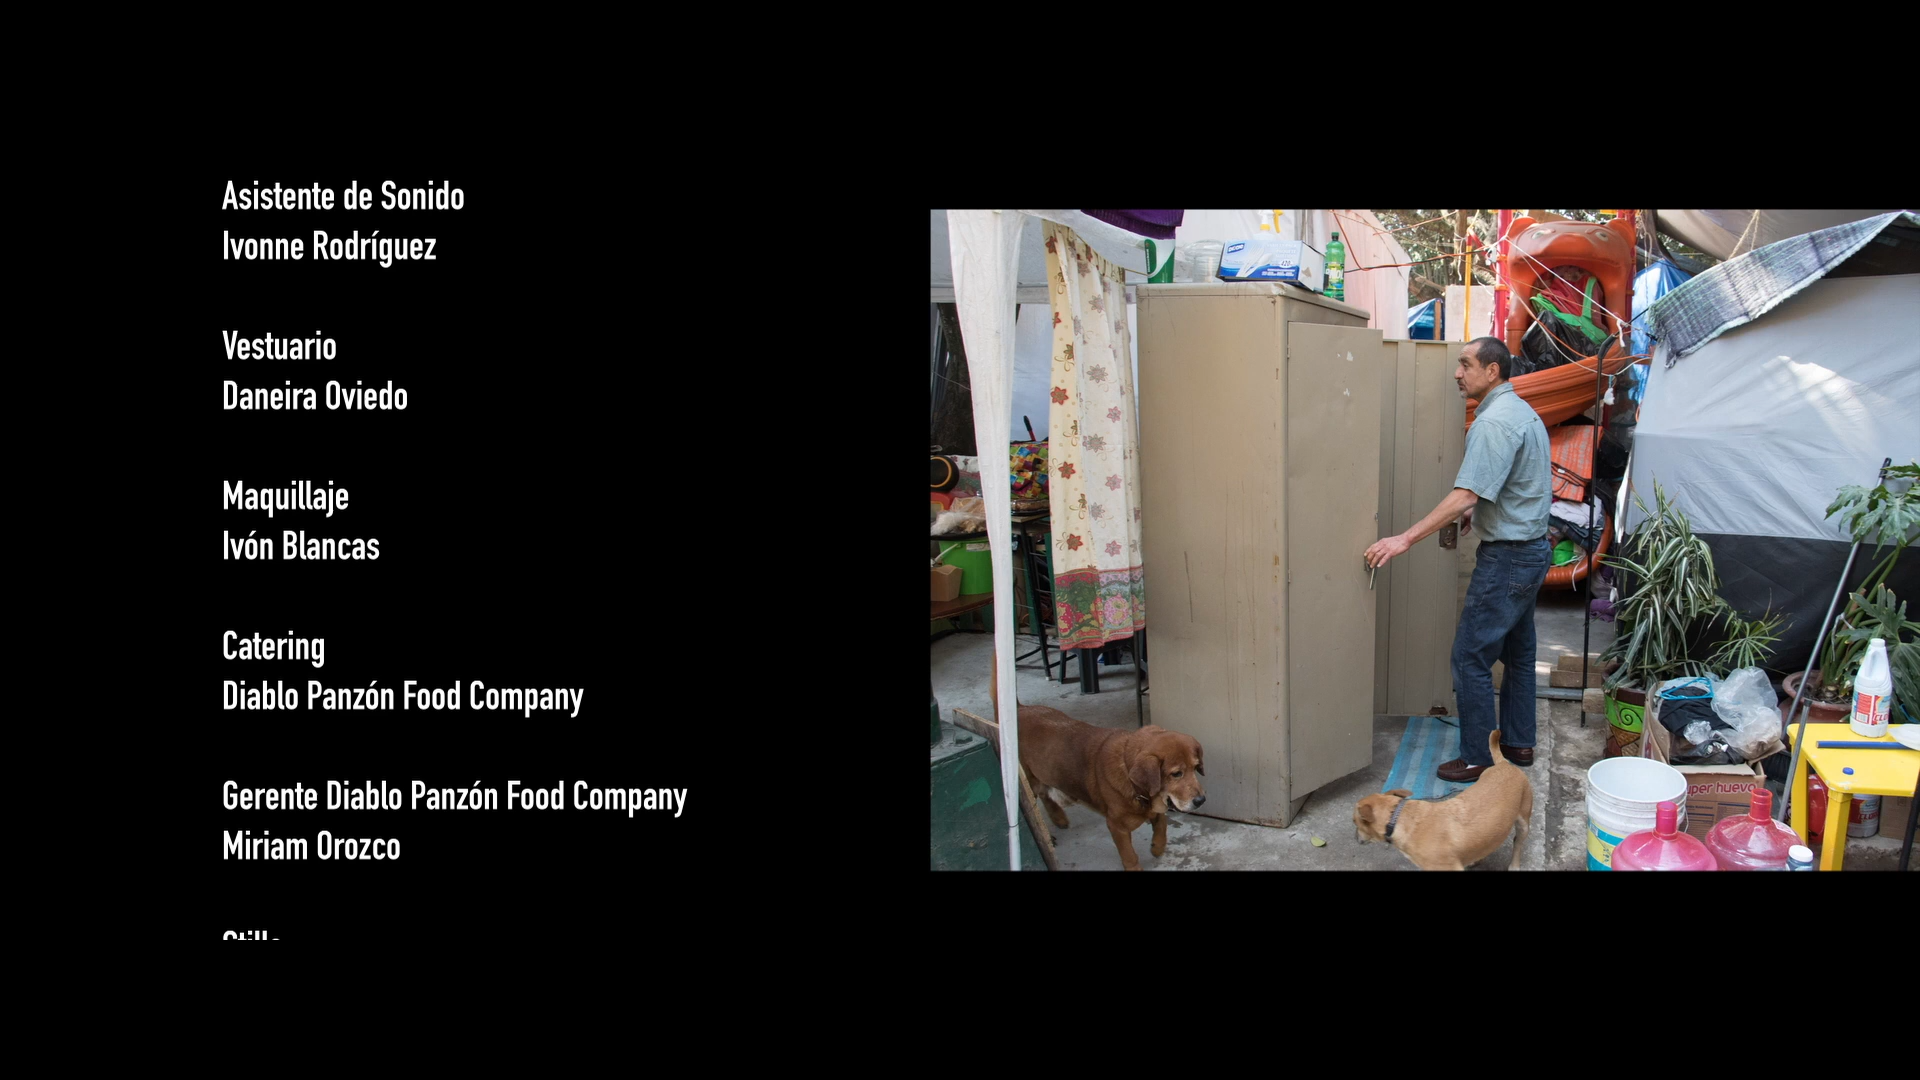 Asistente de Sonido
Ivonne Rodríguez
Vestuario
Daneira Oviedo
Maquillaje
Ivón Blancas
Catering
Diablo Panzón Food Company
Gerente Diablo Panzón Food Company
Miriam Orozco